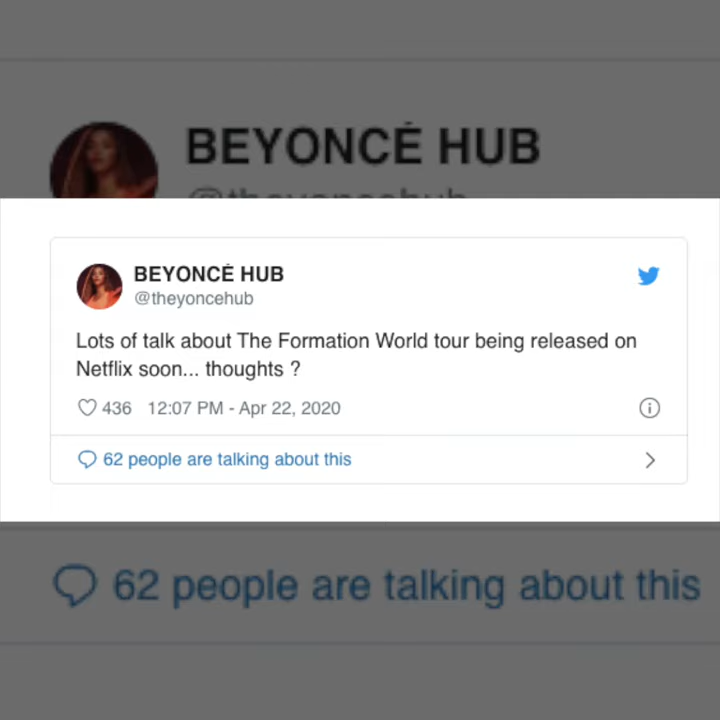 BEYONCÉ HUB
BEYONCÉ HUB
@theyoncehub
Lots of talk about The Formation World tour being released on
Netflix soon... thoughts ?
436 12:07 PM - Apr 22, 2020
62 people are talking about this
62 people are talking about this